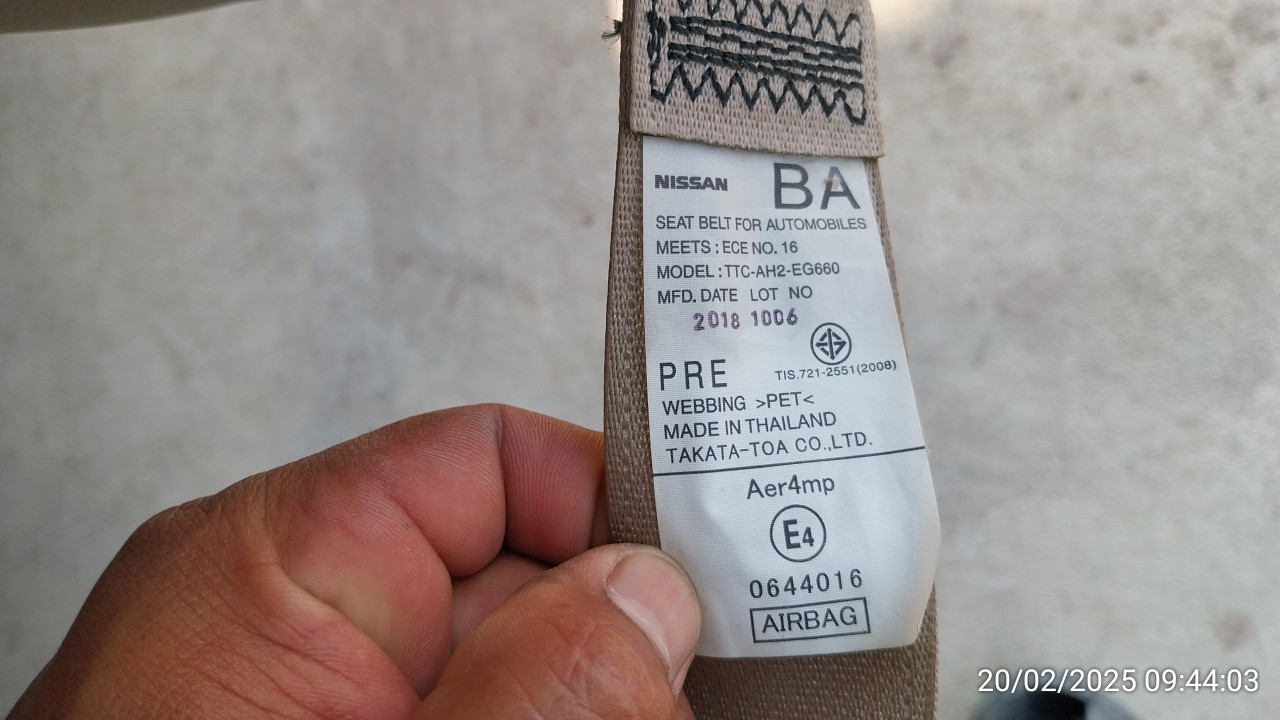 NISSAN BA
SEAT BELT FOR AUTOMOBILES
MEETS : ECE NO. 16
MODEL : TTC-AH2-EG660
MFD. DATE LOT NO
2018 1006
PRE TIS.721-2551(2008)
WEBBING >PET<
MADE IN THAILAND
TAKATA-TOA CO.,LTD.
Aer4mp
E4
0644016
AIRBAG
20/02/2025 09:44:03